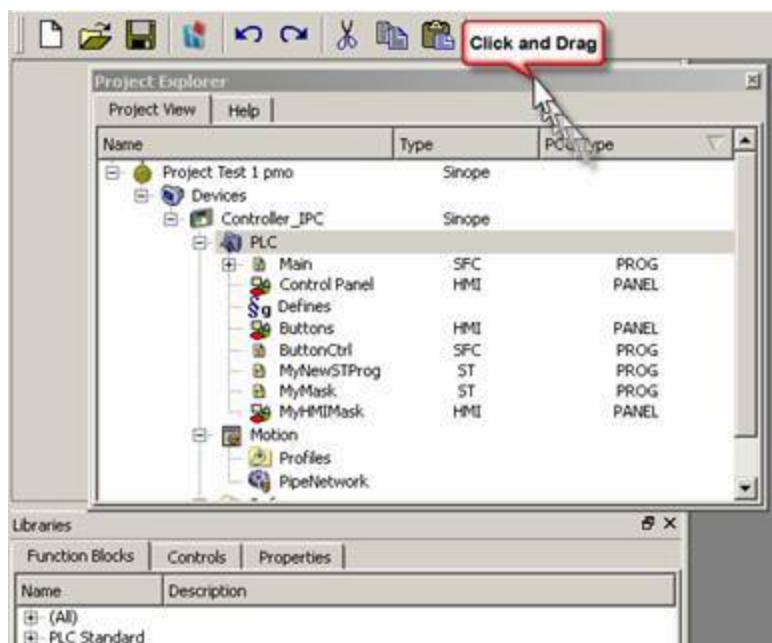 Click and Drag
Project Explorer
Project View Help
Name Type Type
Project Test 1 pmo Sinope
Devices
Controller_IPC Sinope
PLC
Main SFC PROG
Control Panel HMI PANEL
Defines
Buttons HMI PANEL
ButtonCtrl SFC PROG
MyNewSTProg ST PROG
MyMask ST PROG
MyHMIMask HMI PANEL
Motion
Profiles
PipeNetwork
Libraries
Function Blocks Controls Properties
Name Description
(All)
PLC Standard